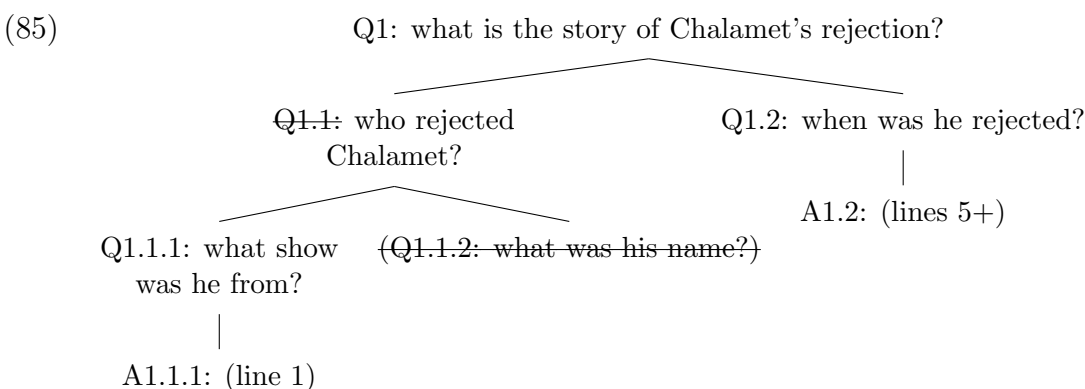 (85)
Q1: what is the story of Chalamet's rejection?
Q1.1: who rejected
Chalamet?
Q1.2: when was he rejected?
A1.2: (lines 5+)
Q1.1.1: what show
was he from?
(Q1.1.2: what was his name?)
A1.1.1: (line 1)